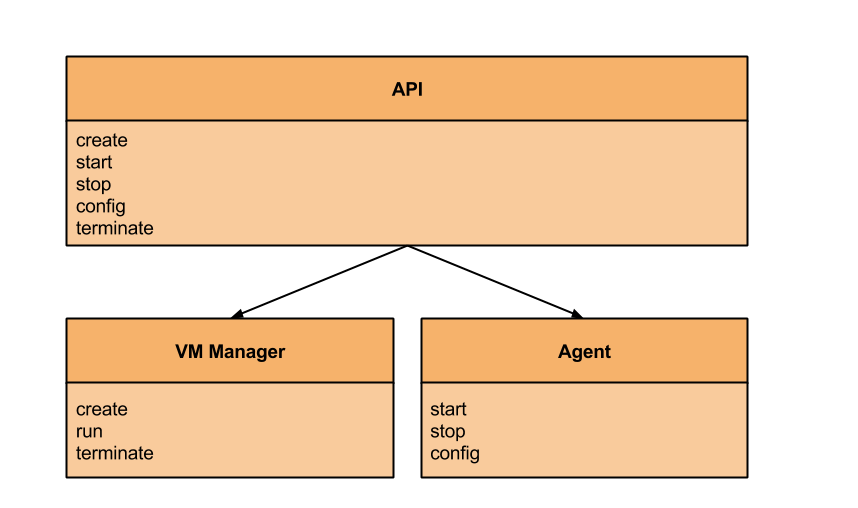 API
create
start
stop
config
terminate
VM Manager
create
run
terminate
Agent
start
stop
config